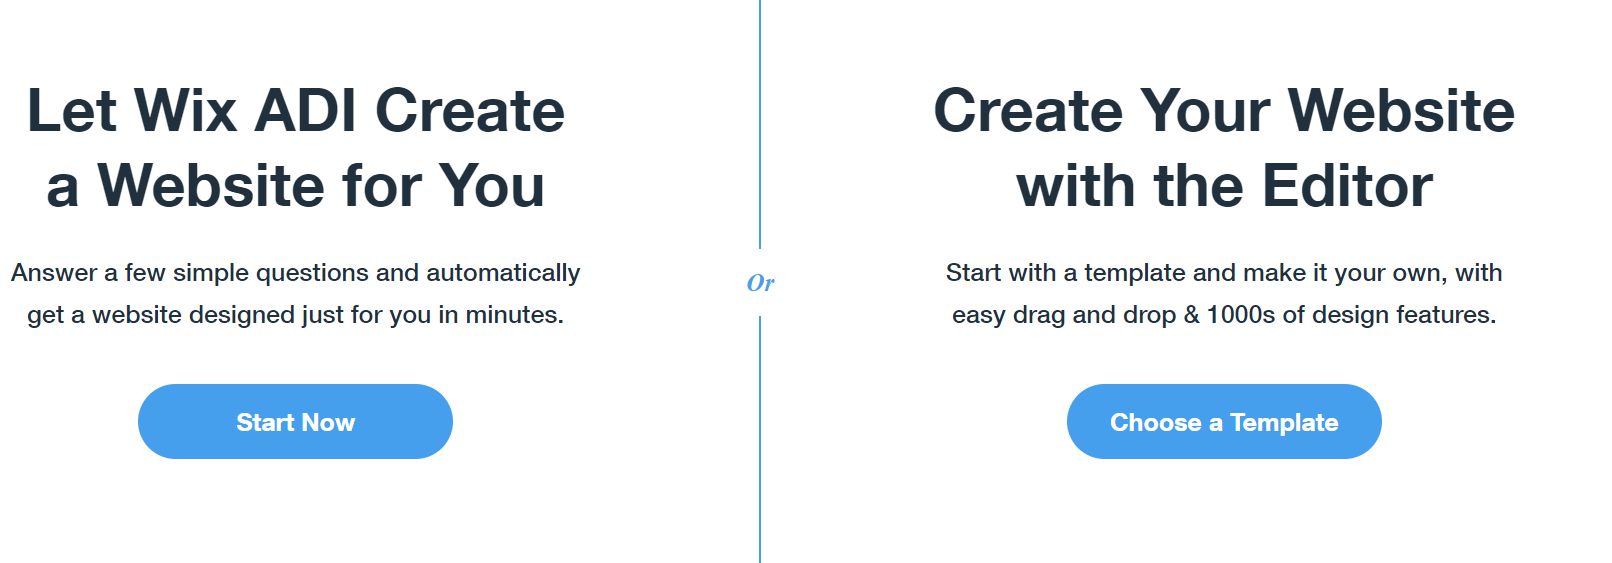 Let Wix ADI Create
a Website for You
Answer a few simple questions and automatically
get a website designed just for you in minutes.
Start Now
Or
Create Your Website
with the Editor
Start with a template and make it your own, with
easy drag and drop & 1000s of design features.
Choose a Template